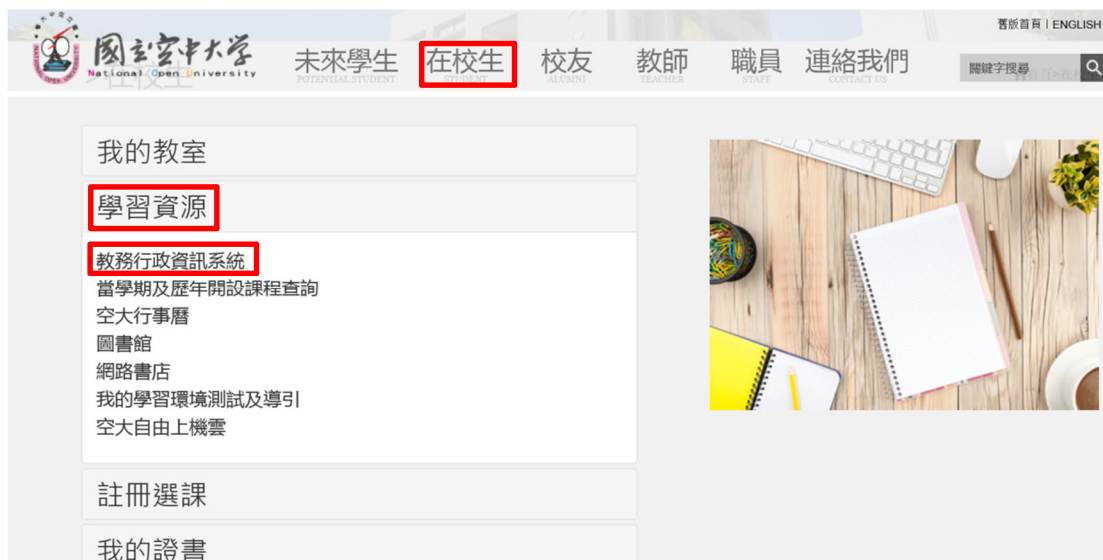 舊版首頁 | ENGLISH
國立空中大學
National Open University
未來學生 在校生 校友 教師 職員 連絡我們
POTENTIAL STUDENT STUDENT ALUMNI TEACHER STAFF CONTACT US
關鍵字搜尋
在校生
我的教室
學習資源
教務行政資訊系統
當學期及歷年開設課程查詢
空大行事曆
圖書館
網路書店
我的學習環境測試及導引
空大自由上機雲
註冊選課
我的證書